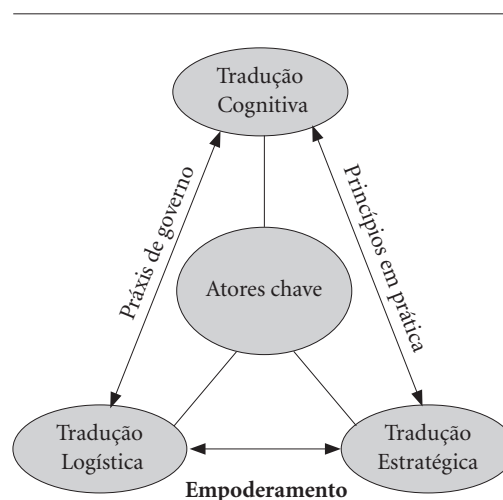 Tradução
Cognitiva
Práxis de governo
Princípios em prática
Atores chave
Tradução
Logística
Tradução
Estratégica
Empoderamento